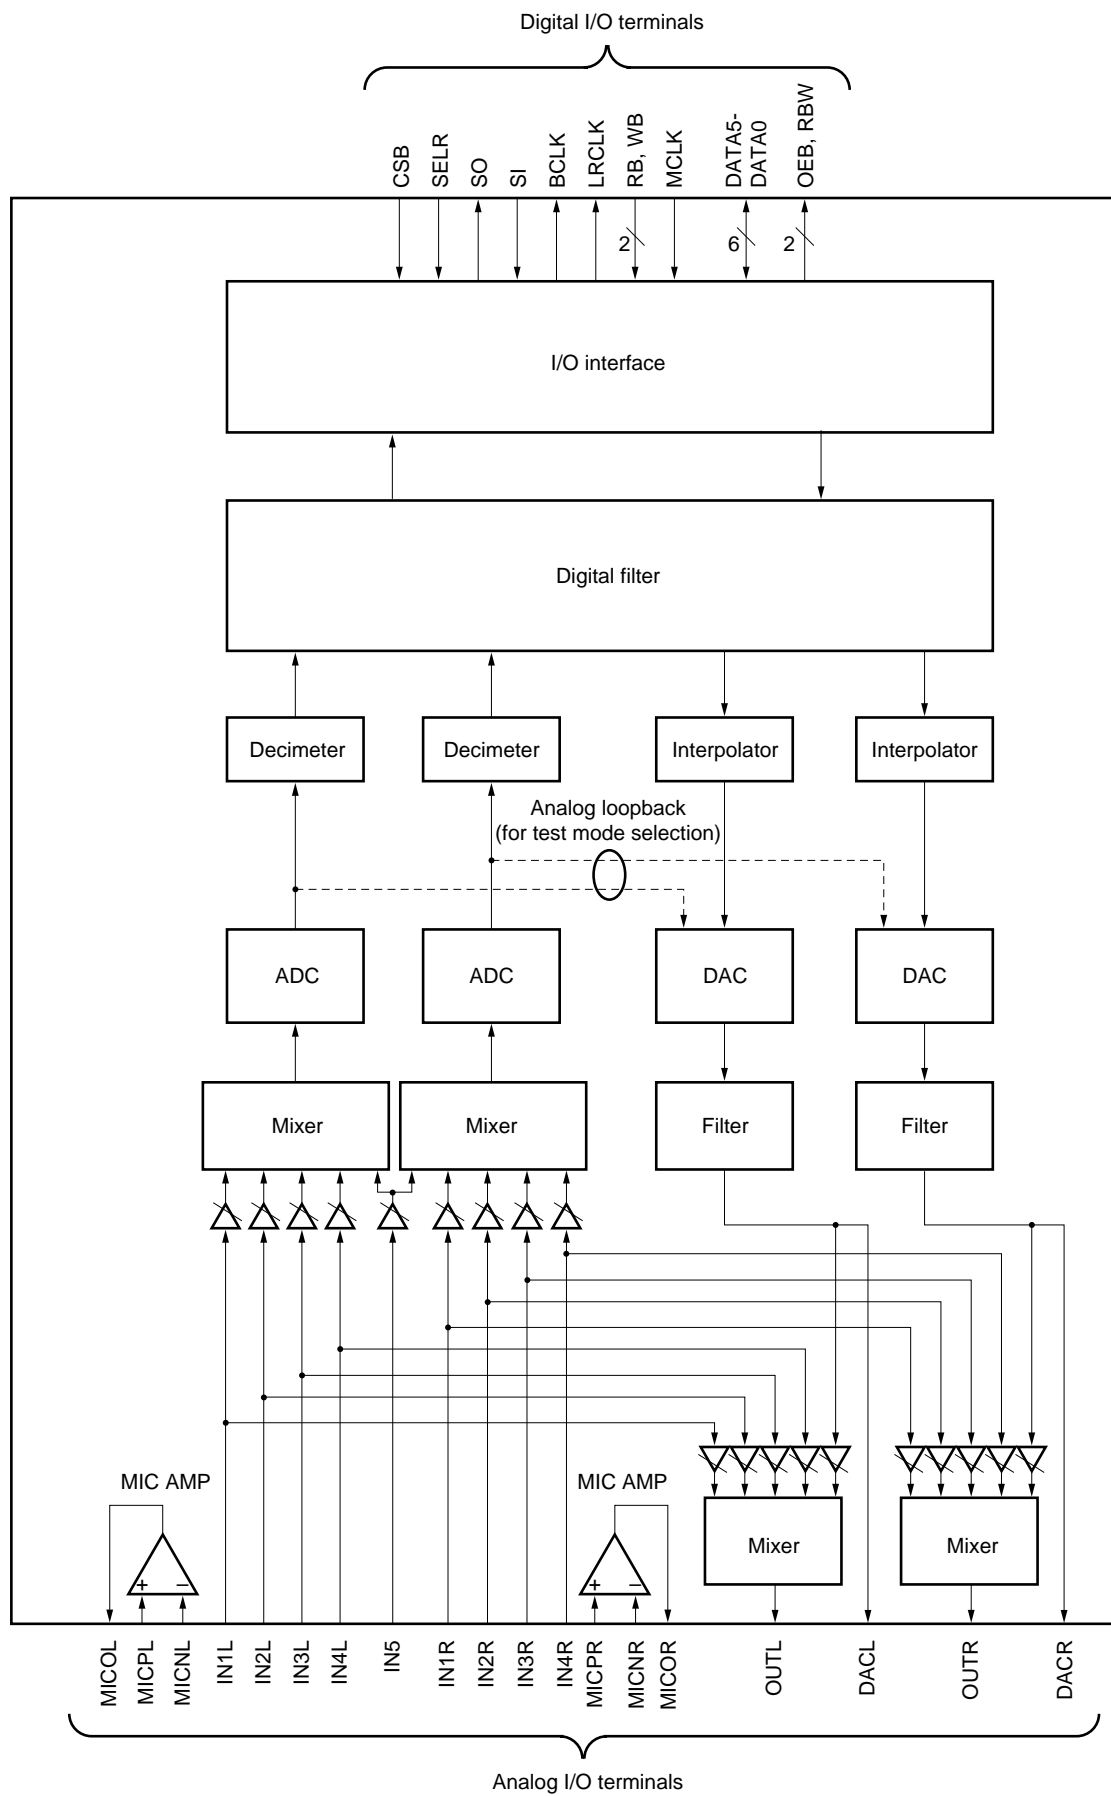 Digital I/O terminals
CSB
SELR
SO
SI
BCLK
LRCLK
RB, WB
MCLK
DATA5-
DATA0
OEB, RBW
2
6
2
I/O interface
Digital filter
Decimeter
Decimeter
Interpolator
Interpolator
Analog loopback
(for test mode selection)
ADC
ADC
DAC
DAC
Mixer
Mixer
Filter
Filter
MIC AMP
MIC AMP
Mixer
Mixer
+
−
+
−
MICOL
MICPL
MICNL
IN1L
IN2L
IN3L
IN4L
IN5
IN1R
IN2R
IN3R
IN4R
MICPR
MICNR
MICOR
OUTL
DACL
OUTR
DACR
Analog I/O terminals